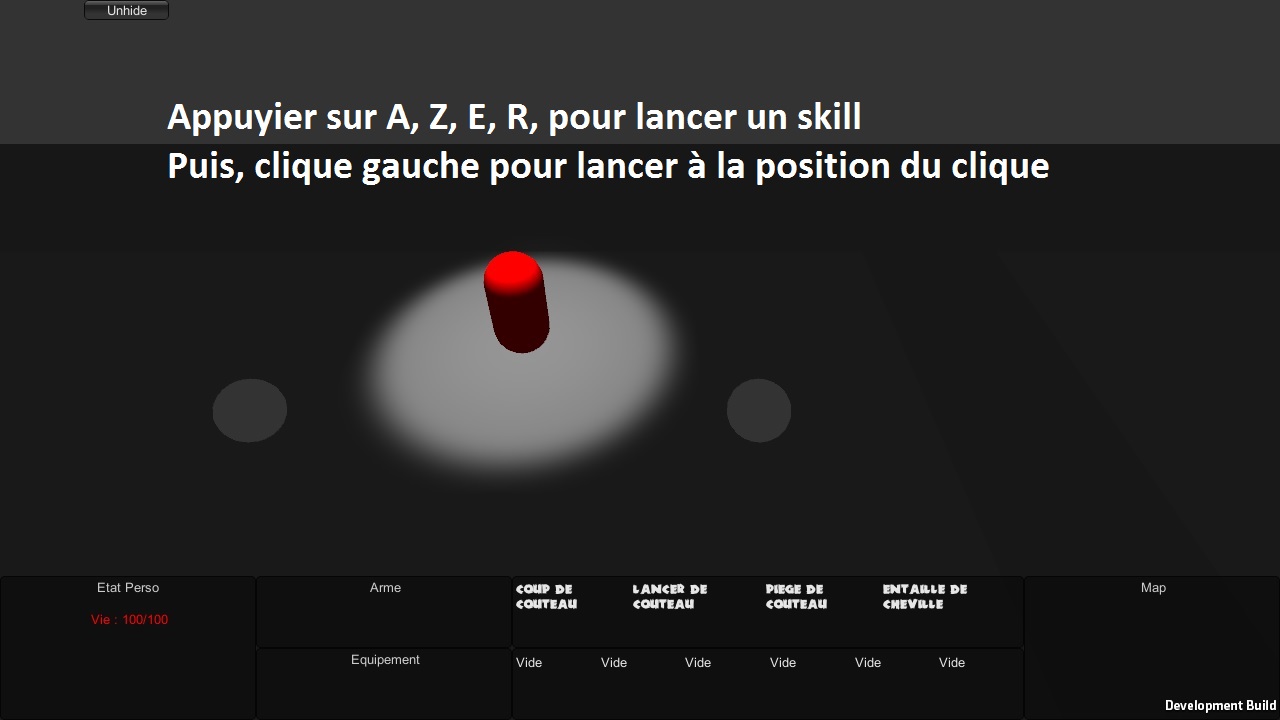 Unhide
Appuyier sur A, Z, E, R, pour lancer un skill
Puis, clique gauche pour lancer à la position du clique
Etat Perso
Vie : 100/100
Arme
Equipement
COUP DE
COUTEAU
LANCER DE
COUTEAU
PIEGE DE
COUTEAU
ENTAILLE DE
CHEVILLE
Vide Vide Vide Vide Vide Vide
Map
Development Build